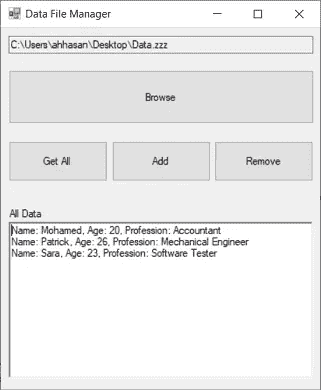 Data File Manager
C:\Users\ahhasan\Desktop\Data.zzz
Browse
Get All Add Remove
All Data
Name: Mohamed, Age: 20, Profession: Accountant
Name: Patrick, Age: 26, Profession: Mechanical Engineer
Name: Sara, Age: 23, Profession: Software Tester